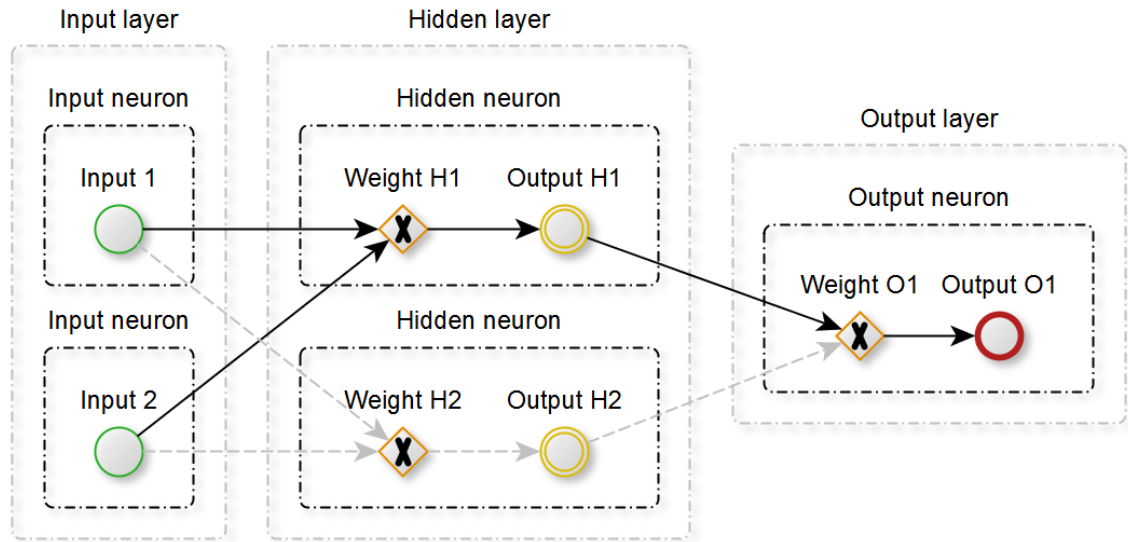 Input layer
Hidden layer
Input neuron
Hidden neuron
Output layer
Input 1
Weight H1
Output H1
Output neuron
Weight O1
Output O1
Input neuron
Hidden neuron
Input 2
Weight H2
Output H2